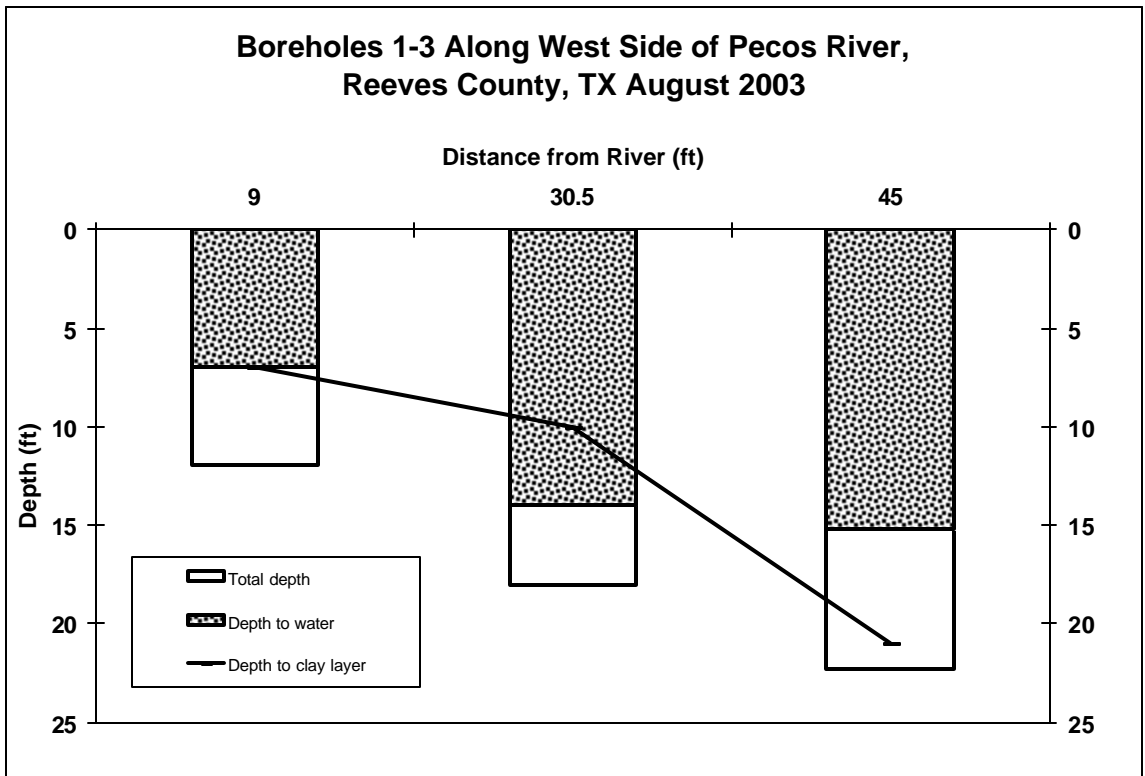 Boreholes 1-3 Along West Side of Pecos River,
Reeves County, TX August 2003
Distance from River (ft)
9 30.5 45
0 0
5 5
10 10
15 15
20 20
25 25
Depth (ft)
Total depth
Depth to water
Depth to clay layer